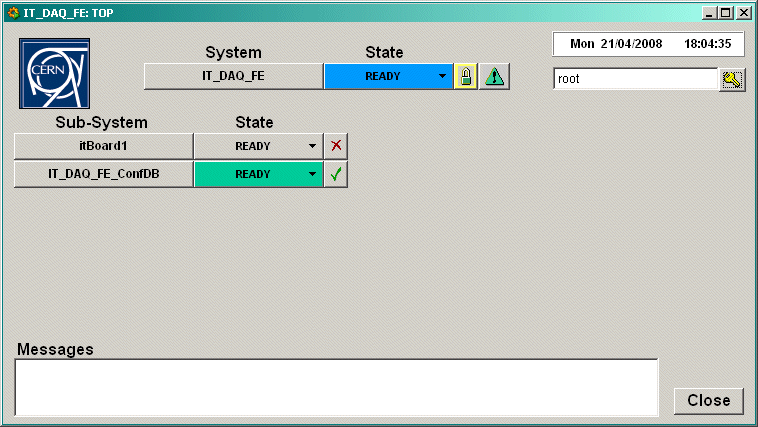 IT_DAQ_FE: TOP
CERN
System State
IT_DAQ_FE READY
Mon 21/04/2008 18:04:35
root
Sub-System State
itBoard1 READY
IT_DAQ_FE_ConfDB READY
Messages
Close